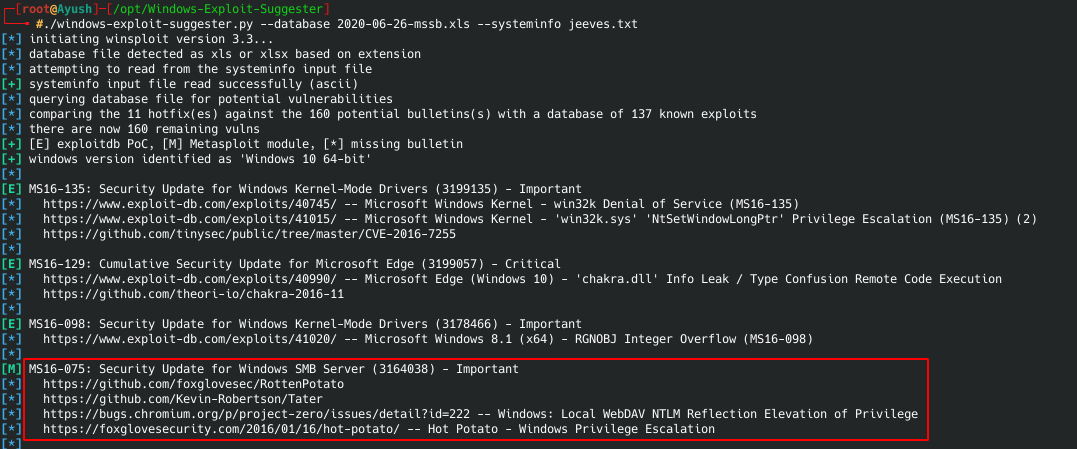 ┌─[root@Ayush]─[/opt/Windows-Exploit-Suggester]
└──• #./windows-exploit-suggester.py --database 2020-06-26-mssb.xls --systeminfo jeeves.txt
[*] initiating winsploit version 3.3...
[*] database file detected as xls or xlsx based on extension
[*] attempting to read from the systeminfo input file
[+] systeminfo input file read successfully (ascii)
[*] querying database file for potential vulnerabilities
[*] comparing the 11 hotfix(es) against the 160 potential bulletins(s) with a database of 137 known exploits
[*] there are now 160 remaining vulns
[+] [E] exploitdb PoC, [M] Metasploit module, [*] missing bulletin
[+] windows version identified as 'Windows 10 64-bit'
[*]
[E] MS16-135: Security Update for Windows Kernel-Mode Drivers (3199135) - Important
[*]   https://www.exploit-db.com/exploits/40745/ -- Microsoft Windows Kernel - win32k Denial of Service (MS16-135)
[*]   https://www.exploit-db.com/exploits/41015/ -- Microsoft Windows Kernel - 'win32k.sys' 'NtSetWindowLongPtr' Privilege Escalation (MS16-135) (2)
[*]   https://github.com/tinysec/public/tree/master/CVE-2016-7255
[*]
[E] MS16-129: Cumulative Security Update for Microsoft Edge (3199057) - Critical
[*]   https://www.exploit-db.com/exploits/40990/ -- Microsoft Edge (Windows 10) - 'chakra.dll' Info Leak / Type Confusion Remote Code Execution
[*]   https://github.com/theori-io/chakra-2016-11
[*]
[E] MS16-098: Security Update for Windows Kernel-Mode Drivers (3178466) - Important
[*]   https://www.exploit-db.com/exploits/41020/ -- Microsoft Windows 8.1 (x64) - RGNOBJ Integer Overflow (MS16-098)
[*]
[M] MS16-075: Security Update for Windows SMB Server (3164038) - Important
[*]   https://github.com/foxglovesec/RottenPotato
[*]   https://github.com/Kevin-Robertson/Tater
[*]   https://bugs.chromium.org/p/project-zero/issues/detail?id=222 -- Windows: Local WebDAV NTLM Reflection Elevation of Privilege
[*]   https://foxglovesecurity.com/2016/01/16/hot-potato/ -- Hot Potato - Windows Privilege Escalation
[*]